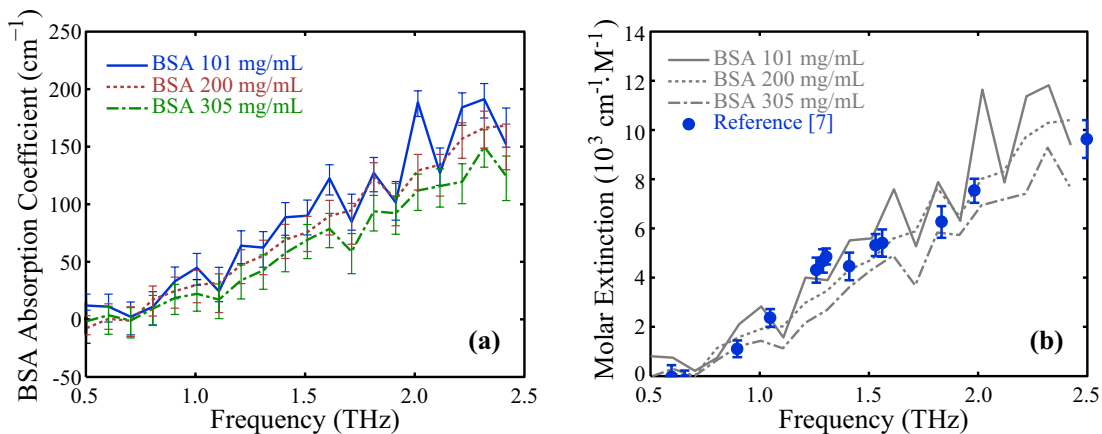 BSA Absorption Coefficient (cm⁻¹)
250
200
150
100
50
0
-50
BSA 101 mg/mL
BSA 200 mg/mL
BSA 305 mg/mL
(a)
0.5 1.0 1.5 2.0 2.5
Frequency (THz)
Molar Extinction (10³ cm⁻¹·M⁻¹)
14
12
10
8
6
4
2
0
BSA 101 mg/mL
BSA 200 mg/mL
BSA 305 mg/mL
Reference [7]
(b)
0.5 1.0 1.5 2.0 2.5
Frequency (THz)